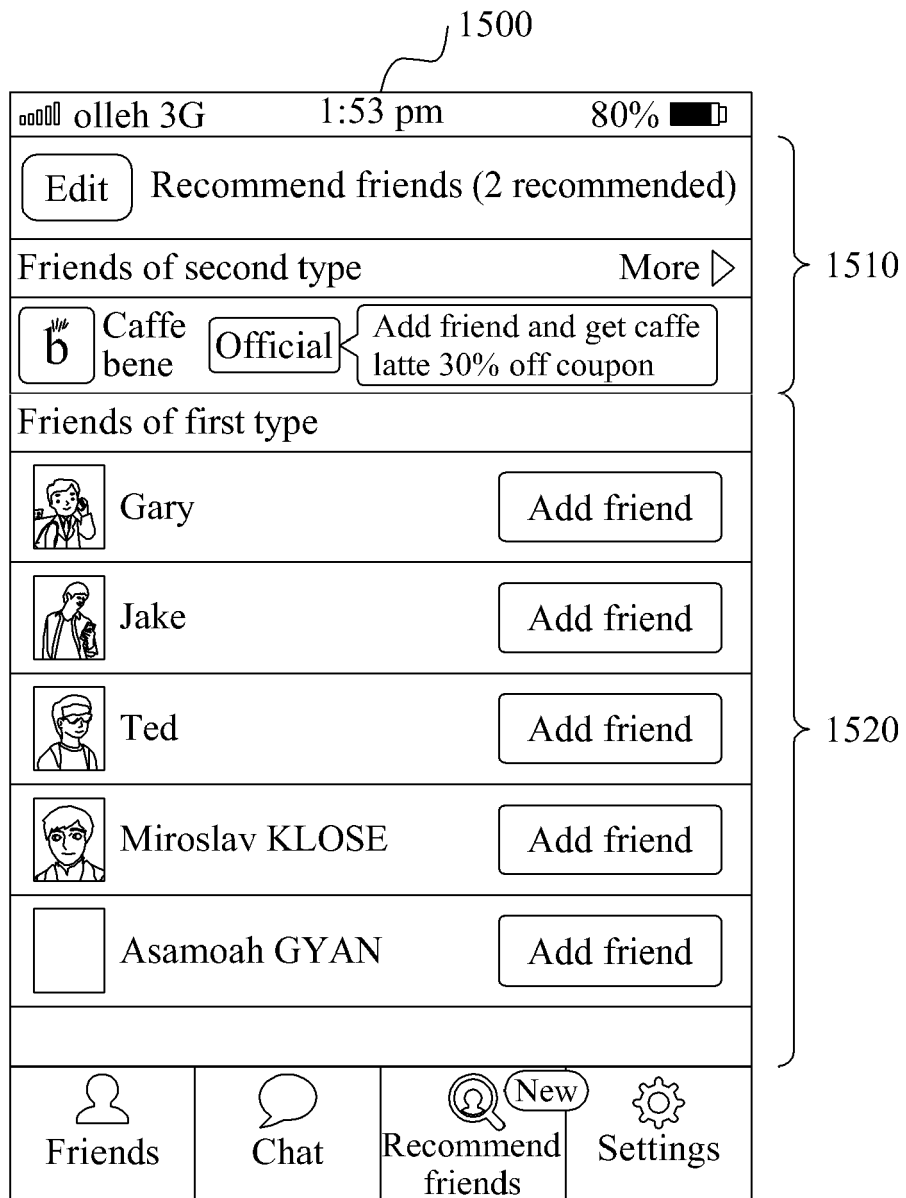 1500
olleh 3G 1:53 pm 80%
Edit Recommend friends (2 recommended)
1510
Friends of second type More
b Caffe bene Official Add friend and get caffe
latte 30% off coupon
Friends of first type
Gary Add friend
Jake Add friend
Ted Add friend
1520
Miroslav KLOSE Add friend
Asamoah GYAN Add friend
New
Friends Chat Recommend friends Settings